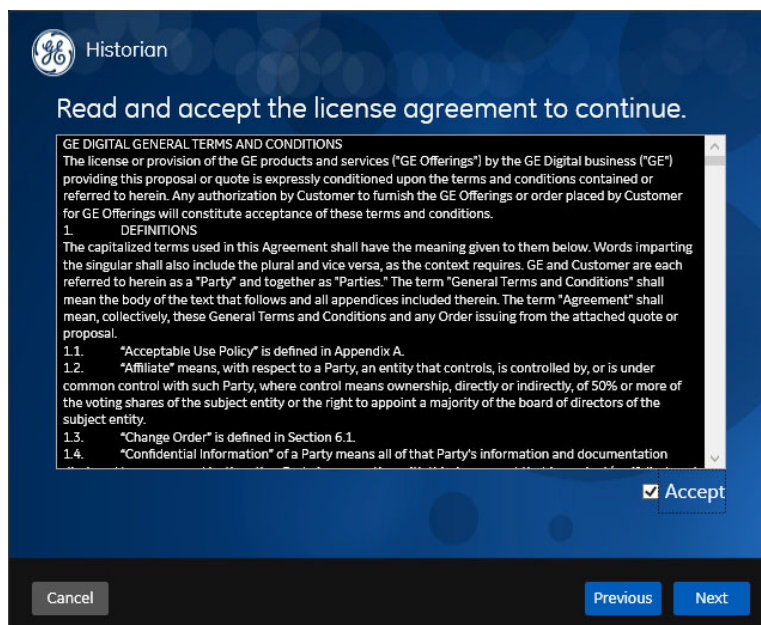 Historian
Read and accept the license agreement to continue.
GE DIGITAL GENERAL TERMS AND CONDITIONS
The license or provision of the GE products and services ("GE Offerings") by the GE Digital business ("GE")
providing this proposal or quote is expressly conditioned upon the terms and conditions contained or
referred to herein. Any authorization by Customer to furnish the GE Offerings or order placed by Customer
for GE Offerings will constitute acceptance of these terms and conditions.
1. DEFINITIONS
The capitalized terms used in this Agreement shall have the meaning given to them below. Words imparting
the singular shall also include the plural and vice versa, as the context requires. GE and Customer are each
referred to herein as a "Party" and together as "Parties." The term "General Terms and Conditions" shall
mean the body of the text that follows and all appendices included therein. The term "Agreement" shall
mean, collectively, these General Terms and Conditions and any Order issuing from the attached quote or
proposal.
1.1. “Acceptable Use Policy” is defined in Appendix A.
1.2. “Affiliate” means, with respect to a Party, an entity that controls, is controlled by, or is under
common control with such Party, where control means ownership, directly or indirectly, of 50% or more of
the voting shares of the subject entity or the right to appoint a majority of the board of directors of the
subject entity.
1.3. “Change Order” is defined in Section 6.1.
1.4. “Confidential Information” of a Party means all of that Party's information and documentation
Accept
Cancel
Previous
Next